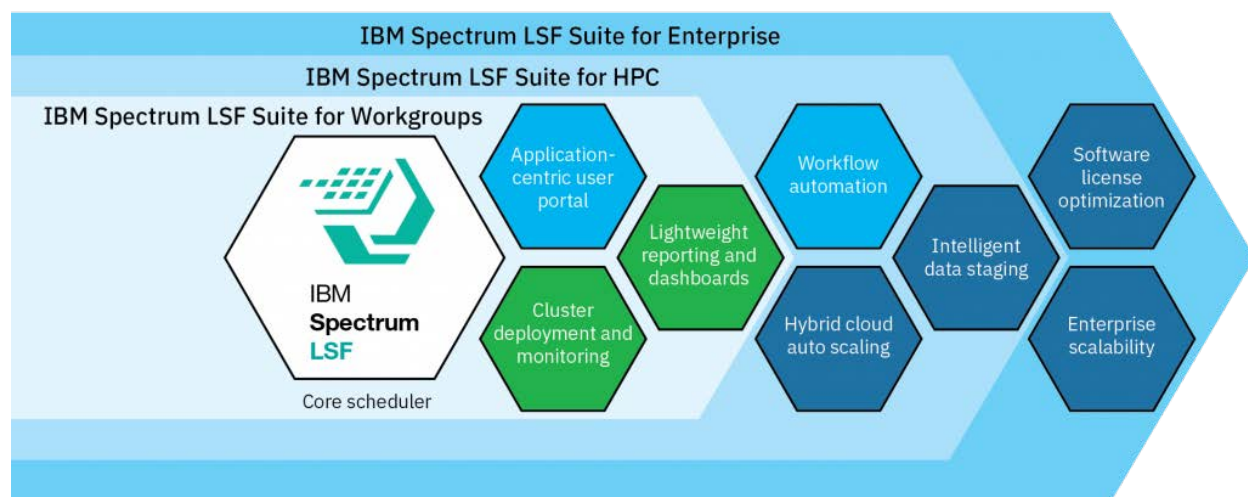 IBM Spectrum LSF Suite for Enterprise
IBM Spectrum LSF Suite for HPC
IBM Spectrum LSF Suite for Workgroups
IBM
Spectrum
LSF
Core scheduler
Application-
centric user
portal
Cluster
deployment and
monitoring
Lightweight
reporting and
dashboards
Workflow
automation
Hybrid cloud
auto scaling
Intelligent
data staging
Software
license
optimization
Enterprise
scalability